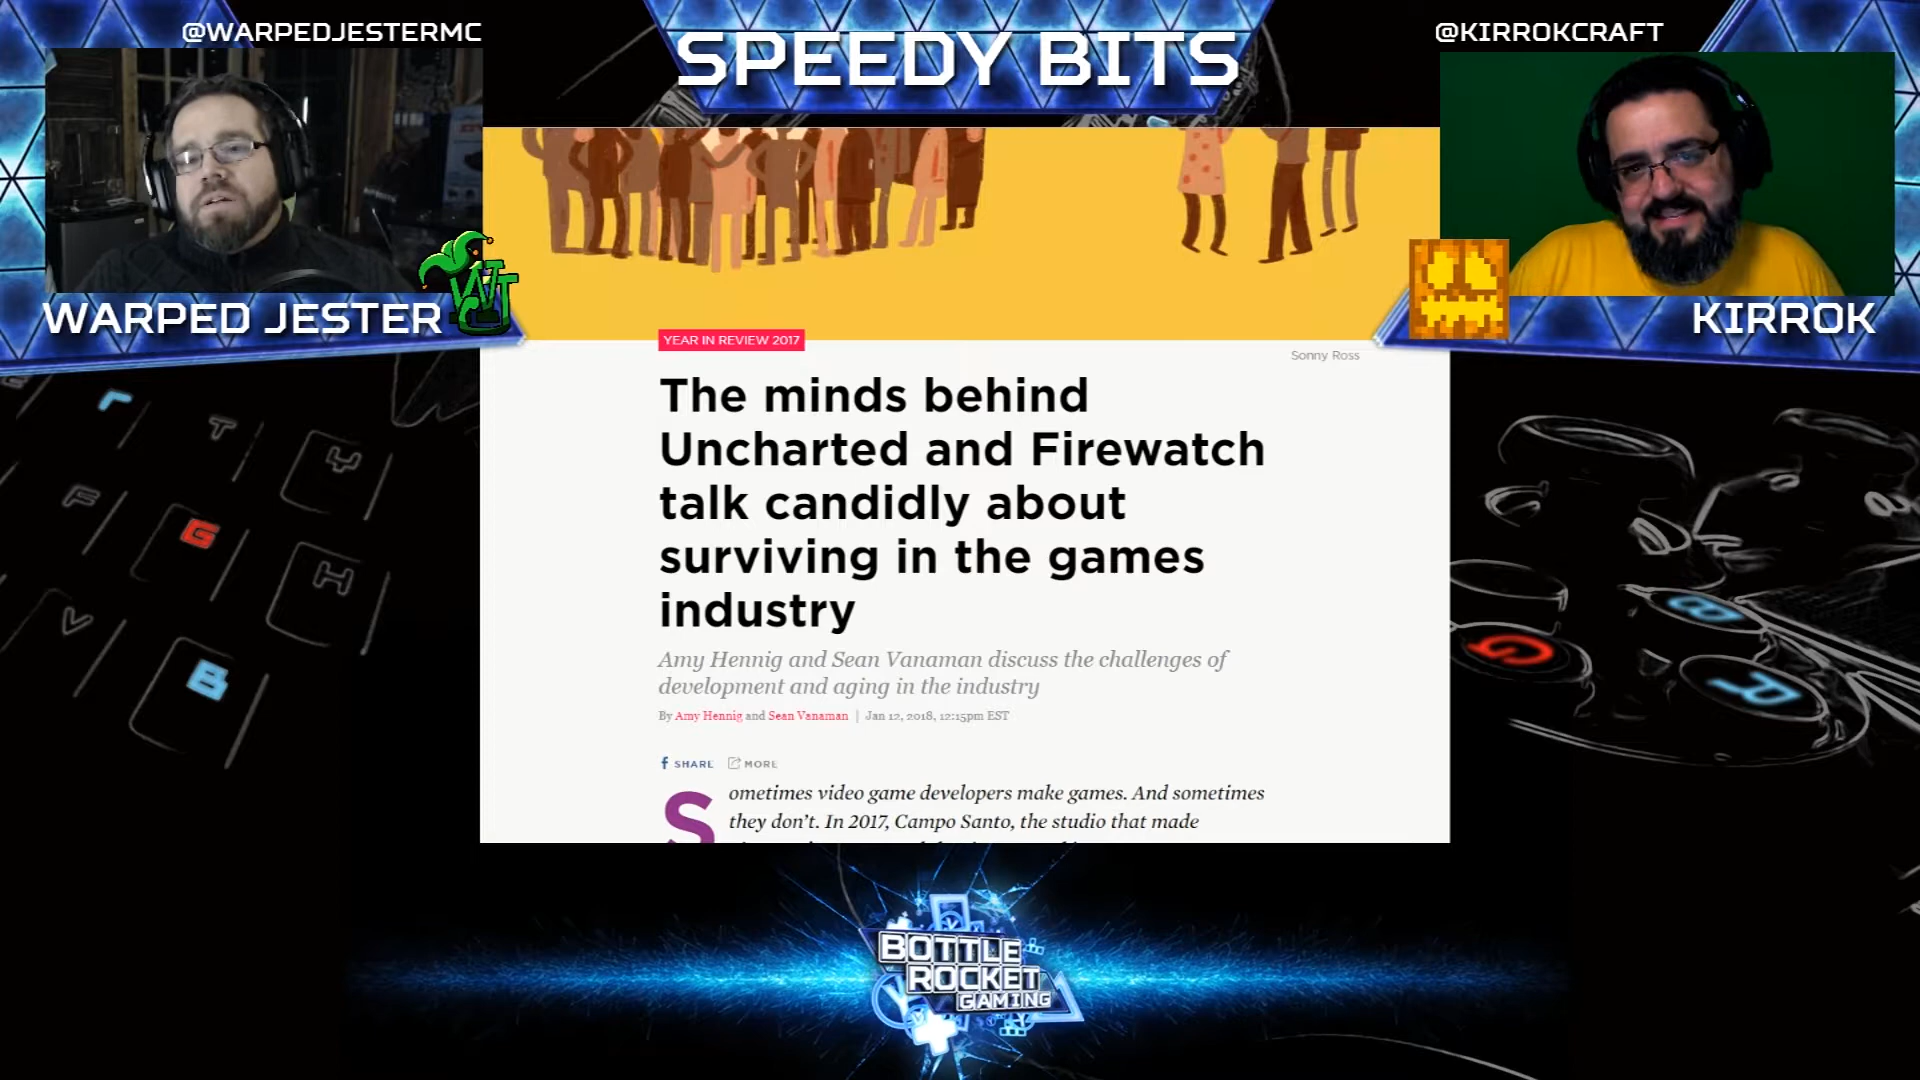 @WARPEDJESTERMC
SPEEDY BITS
@KIRROKCRAFT
WARPED JESTER
WJ
KIRROK
YEAR IN REVIEW 2017
Sonny Ross
The minds behind
Uncharted and Firewatch
talk candidly about
surviving in the games
industry
Amy Hennig and Sean Vanaman discuss the challenges of
development and aging in the industry
By Amy Hennig and Sean Vanaman | Jan 12, 2018, 12:15pm EST
f SHARE MORE
Sometimes video game developers make games. And sometimes
they don't. In 2017, Campo Santo, the studio that made
T Y
F G H
V B
B
G
R
BOTTLE
ROCKET
GAMING